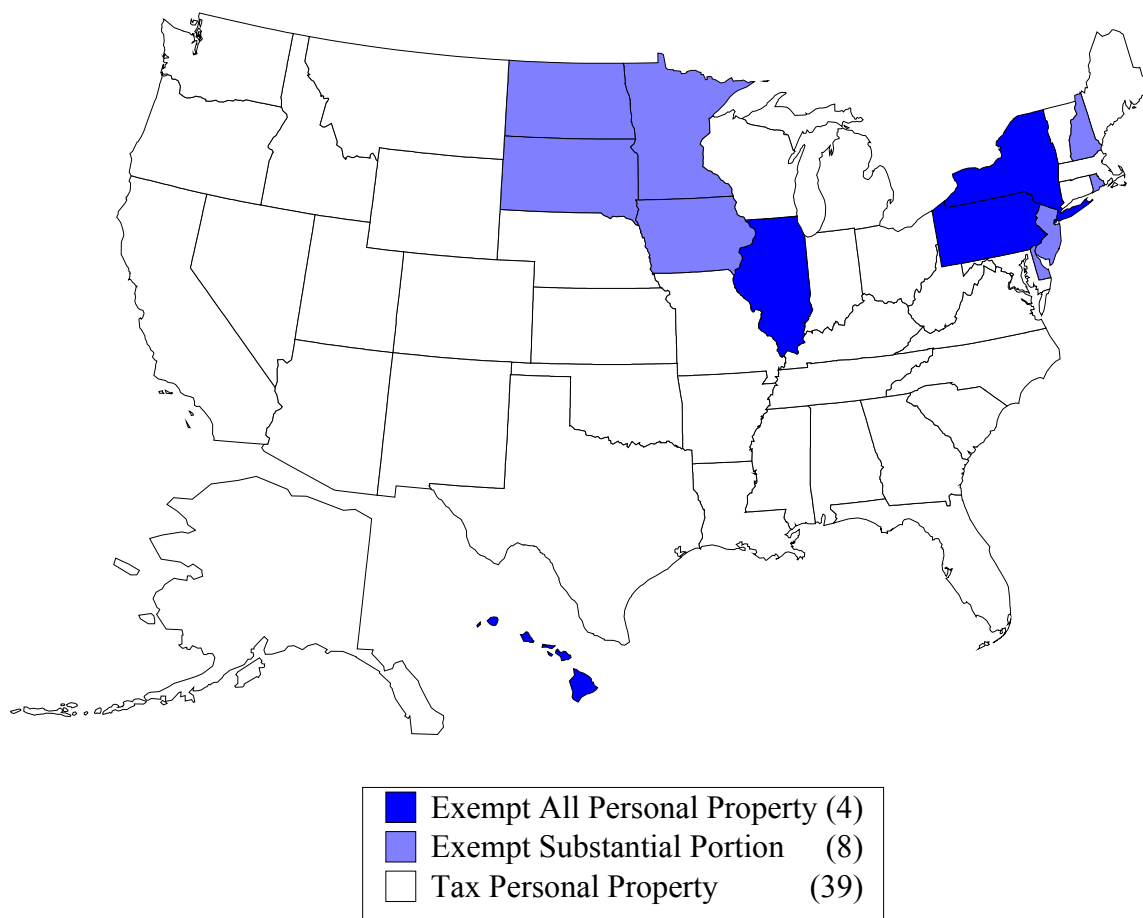 Exempt All Personal Property (4)
Exempt Substantial Portion (8)
Tax Personal Property (39)